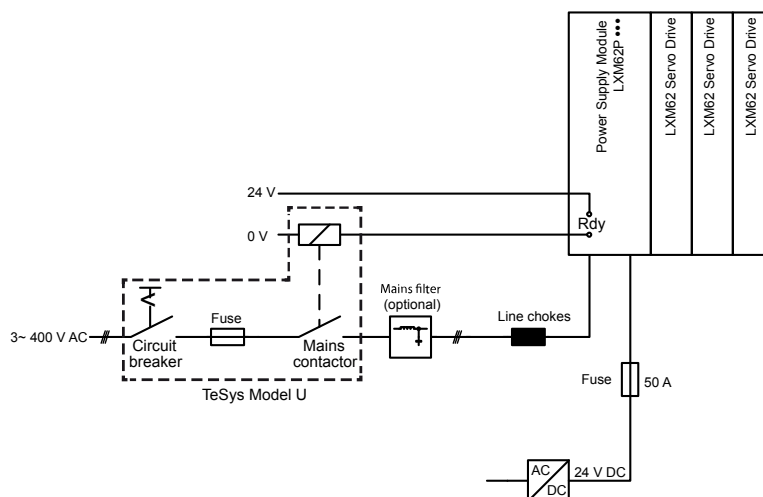 Power Supply Module
LXM62P ••••
LXM62 Servo Drive
LXM62 Servo Drive
LXM62 Servo Drive
24 V
Rdy
0 V
Mains filter
(optional)
3~ 400 V AC
Fuse
Line chokes
Circuit
breaker
Mains
contactor
TeSys Model U
Fuse
50 A
AC
DC
24 V DC